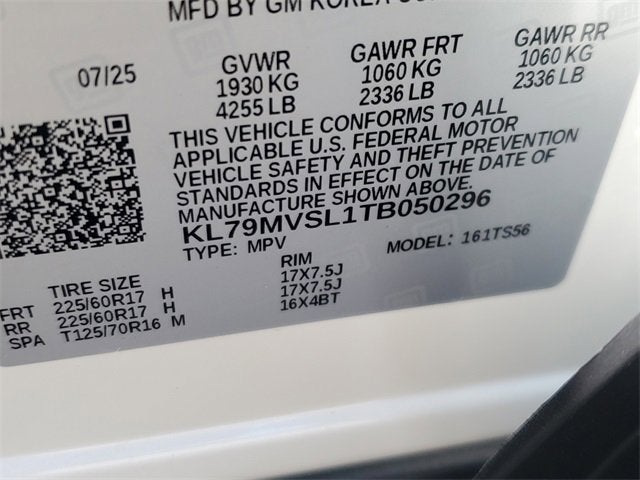 MFD BY GM KOREA
07/25
GVWR
1930 KG
4255 LB
GAWR FRT
1060 KG
2336 LB
GAWR RR
1060 KG
2336 LB
THIS VEHICLE CONFORMS TO ALL
APPLICABLE U.S. FEDERAL MOTOR
VEHICLE SAFETY AND THEFT PREVENTION
STANDARDS IN EFFECT ON THE DATE OF
MANUFACTURE SHOWN ABOVE.
KL79MVSL1TB050296
TYPE: MPV MODEL: 161TS56
TIRE SIZE RIM
FRT 225/60R17 H 17X7.5J
RR 225/60R17 H 17X7.5J
SPA T125/70R16 M 16X4BT